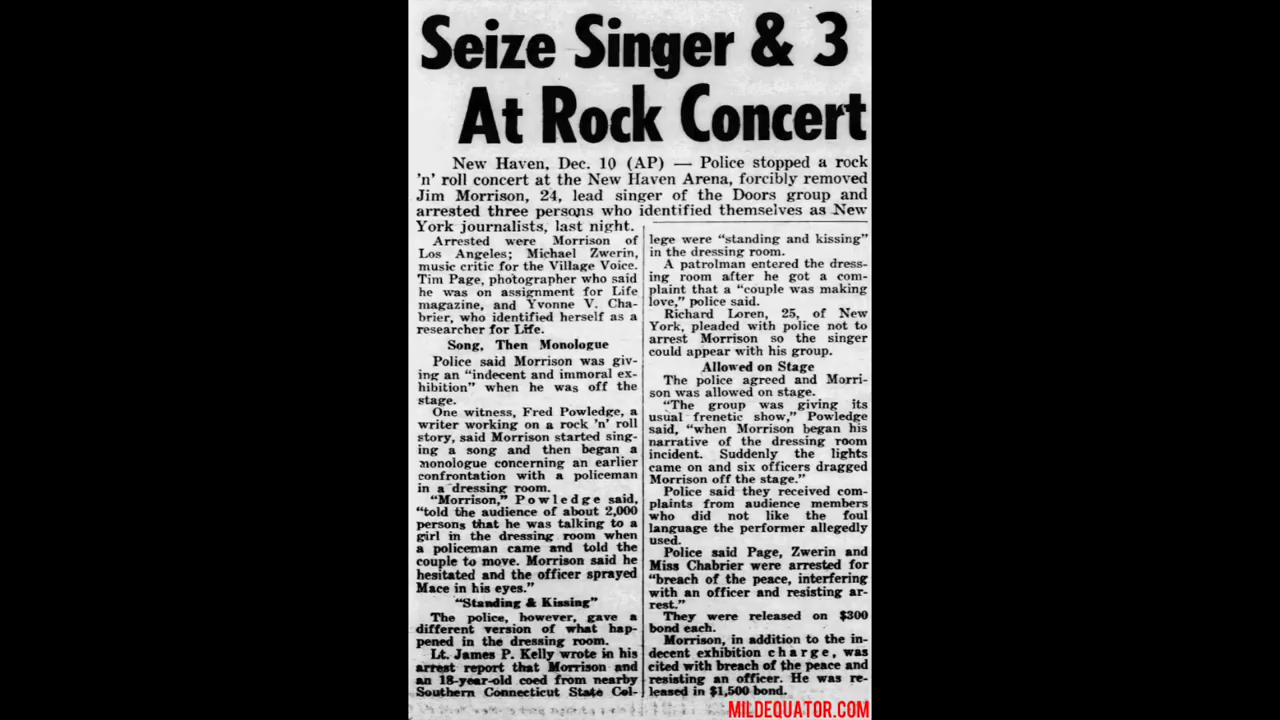 Seize Singer & 3
At Rock Concert
New Haven, Dec. 10 (AP) — Police stopped a rock
'n' roll concert at the New Haven Arena, forcibly removed
Jim Morrison, 24, lead singer of the Doors group and
arrested three persons who identified themselves as New
York journalists, last night.
Arrested were Morrison of
Los Angeles; Michael Zwerin,
music critic for the Village Voice.
Tim Page, photographer who said
he was on assignment for Life
magazine, and Yvonne V. Cha-
brier, who identified herself as a
researcher for Life.
Song, Then Monologue
Police said Morrison was giv-
ing an "indecent and immoral ex-
hibition" when he was off the
stage.
One witness, Fred Powledge, a
writer working on a rock 'n' roll
story, said Morrison started sing-
ing a song and then began a
monologue concerning an earlier
confrontation with a policeman
in a dressing room.
"Morrison," Powledge said,
"told the audience of about 2,000
persons that he was talking to a
girl in the dressing room when
a policeman came and told the
couple to move. Morrison said he
hesitated and the officer sprayed
Mace in his eyes."
"Standing & Kissing"
The police, however, gave a
different version of what hap-
pened in the dressing room.
Lt. James P. Kelly wrote in his
arrest report that Morrison and
an 18-year-old coed from nearby
Southern Connecticut State Col-
lege were "standing and kissing"
in the dressing room.
A patrolman entered the dress-
ing room after he got a com-
plaint that a "couple was making
love," police said.
Richard Loren, 25, of New
York, pleaded with police not to
arrest Morrison so the singer
could appear with his group.
Allowed on Stage
The police agreed and Morri-
son was allowed on stage.
"The group was giving its
usual frenetic show," Powledge
said, "when Morrison began his
narrative of the dressing room
incident. Suddenly the lights
came on and six officers dragged
Morrison off the stage."
Police said they received com-
plaints from audience members
who did not like the foul
language the performer allegedly
used.
Police said Page, Zwerin and
Miss Chabrier were arrested for
"breach of the peace, interfering
with an officer and resisting ar-
rest."
They were released on $300
bond each.
Morrison, in addition to the in-
decent exhibition charge, was
cited with breach of the peace and
resisting an officer. He was re-
leased in $1,500 bond.
MILDEQUATOR.COM